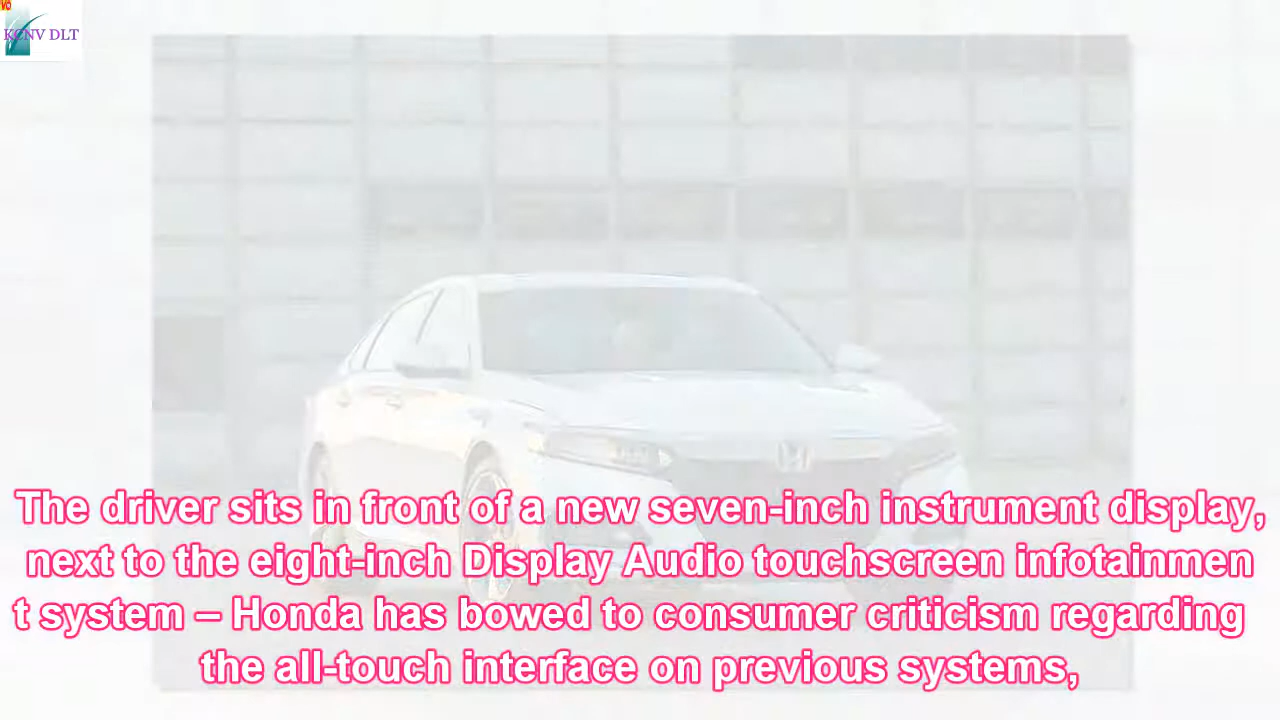 VO
KCNV DLT
The driver sits in front of a new seven-inch instrument display,
next to the eight-inch Display Audio touchscreen infotainmen
t system – Honda has bowed to consumer criticism regarding
the all-touch interface on previous systems,